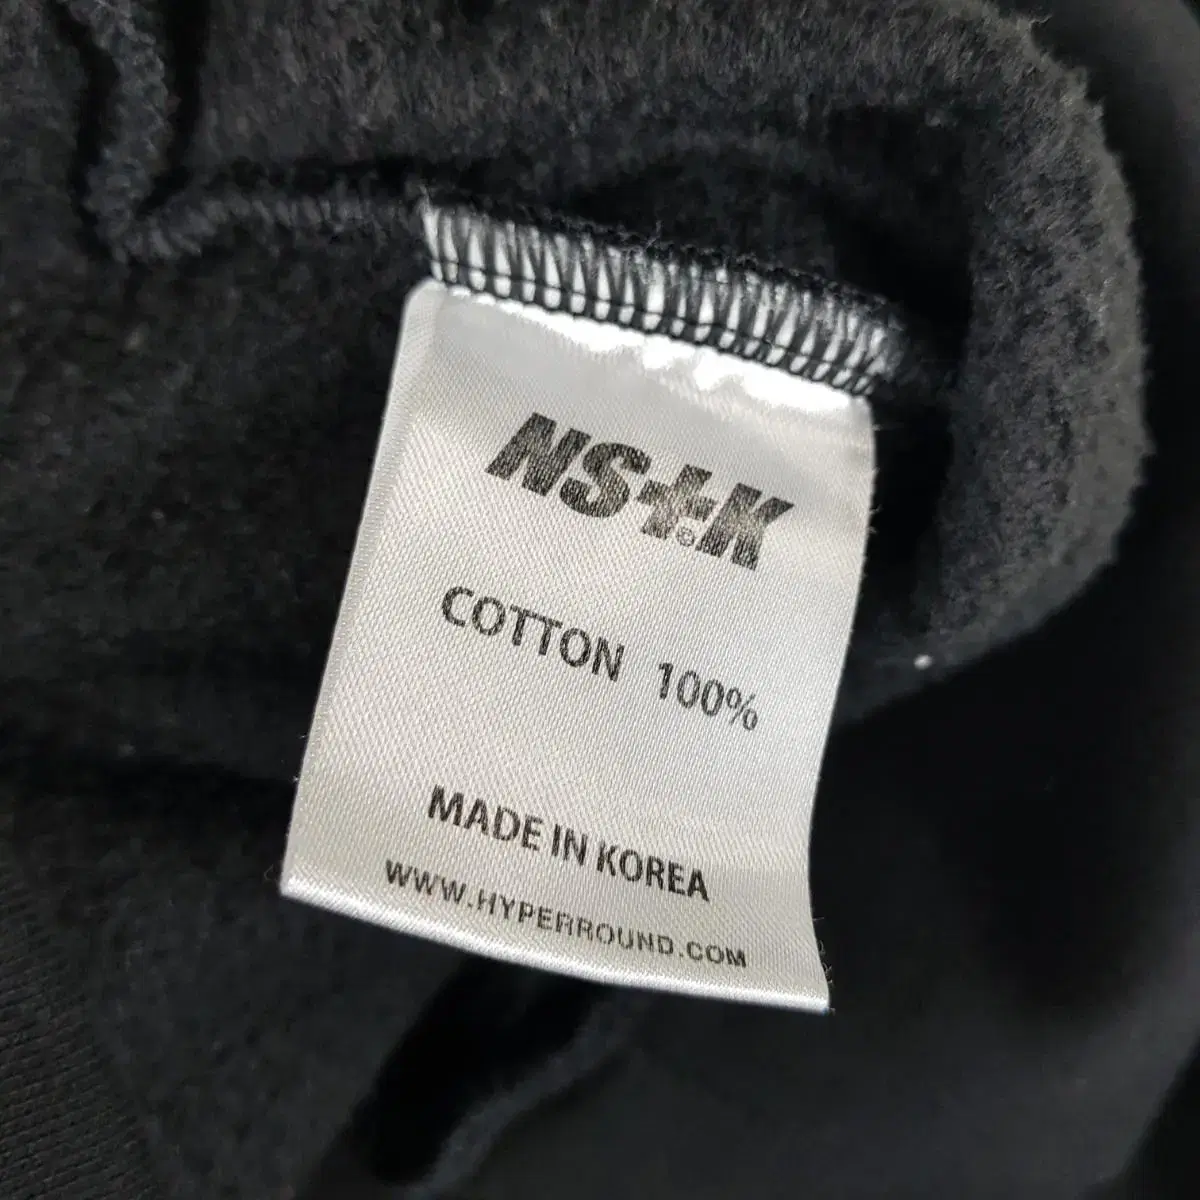 NS±K
COTTON 100%
MADE IN KOREA
WWW.HYPERROUND.COM